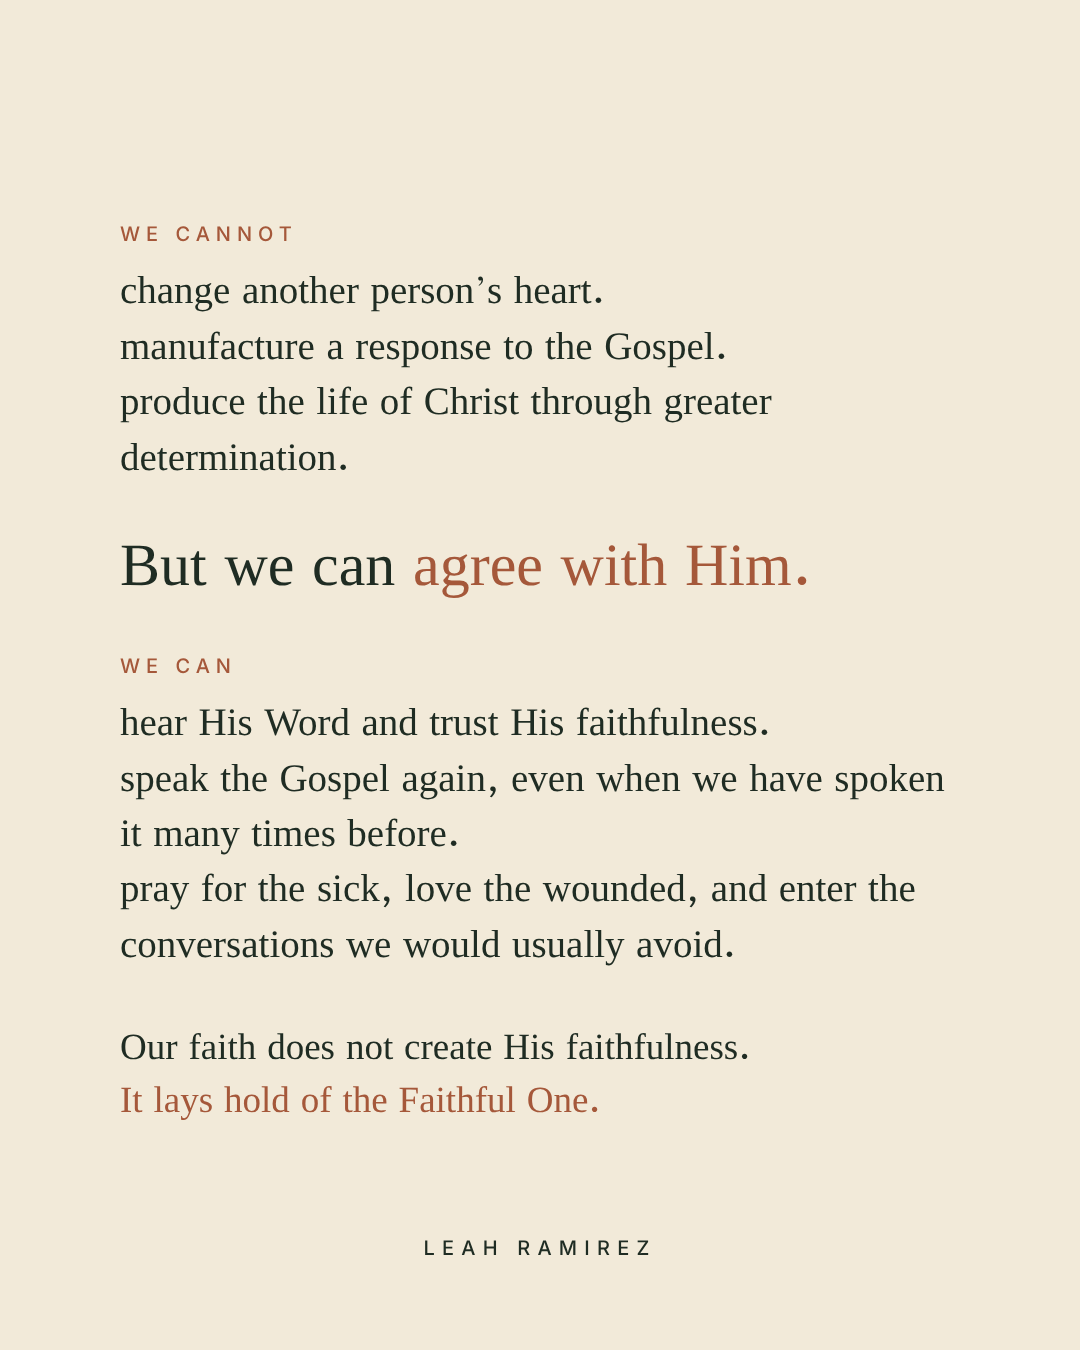 WE CANNOT
change another person’s heart.
manufacture a response to the Gospel.
produce the life of Christ through greater
determination.
But we can agree with Him.
WE CAN
hear His Word and trust His faithfulness.
speak the Gospel again, even when we have spoken
it many times before.
pray for the sick, love the wounded, and enter the
conversations we would usually avoid.
Our faith does not create His faithfulness.
It lays hold of the Faithful One.
LEAH RAMIREZ